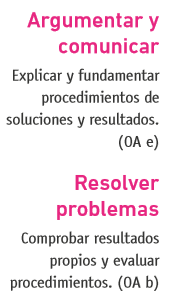 Argumentar y
comunicar
Explicar y fundamentar
procedimientos de
soluciones y resultados.
(OA e)
Resolver
problemas
Comprobar resultados
propios y evaluar
procedimientos. (OA b)